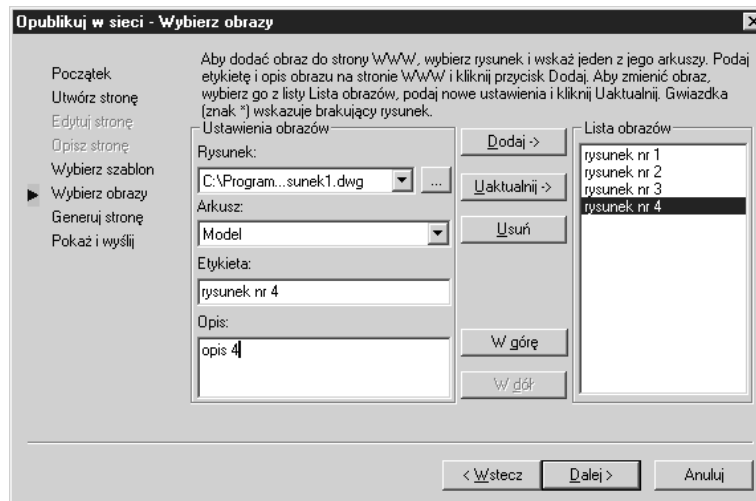 Opublikuj w sieci - Wybierz obrazy
Aby dodać obraz do strony WWW, wybierz rysunek i wskaż jeden z jego arkuszy. Podaj
etykietę i opis obrazu na stronie WWW i kliknij przycisk Dodaj. Aby zmienić obraz,
wybierz go z listy Lista obrazów, podaj nowe ustawienia i kliknij Uaktualnij. Gwiazdka
(znak *) wskazuje brakujący rysunek.
Początek
Utwórz stronę
Edytuj stronę
Opisz stronę
Wybierz szablon
Wybierz obrazy
Generuj stronę
Pokaż i wyślij
Ustawienia obrazów
Rysunek:
C:\Program...sunek1.dwg
...
Arkusz:
Model
Etykieta:
rysunek nr 4
Opis:
opis 4
Dodaj ->
Uaktualnij ->
Usuń
W górę
W dół
Lista obrazów
rysunek nr 1
rysunek nr 2
rysunek nr 3
rysunek nr 4
< Wstecz
Dalej >
Anuluj